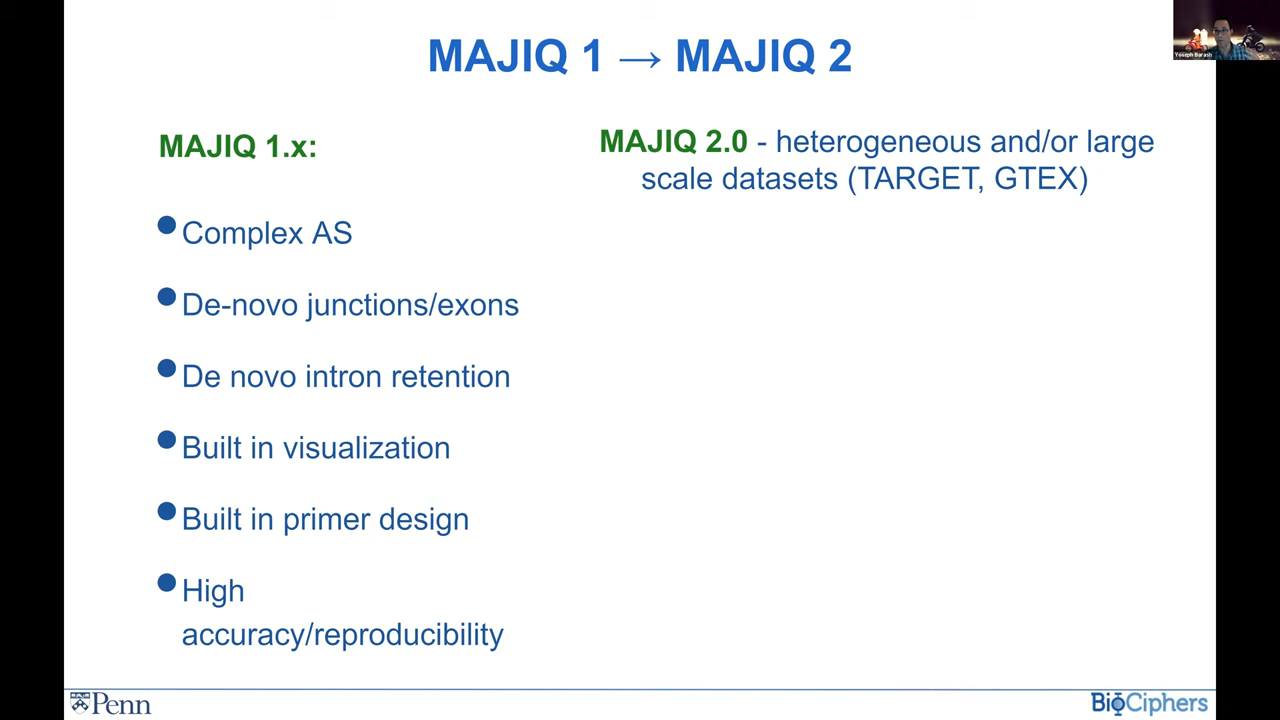 MAJIQ 1 → MAJIQ 2
Yoseph Barash
MAJIQ 1.x:
MAJIQ 2.0 - heterogeneous and/or large
scale datasets (TARGET, GTEX)
Complex AS
De-novo junctions/exons
De novo intron retention
Built in visualization
Built in primer design
High
accuracy/reproducibility
Penn
BioCiphers